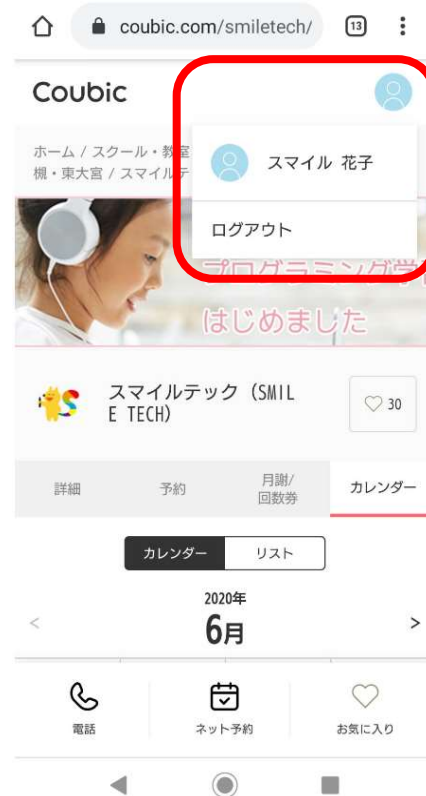 coubic.com/smiletech/
13
Coubic
ホーム / スクール・教室
槻・東大宮 / スマイルテ
スマイル 花子
ログアウト
プログラミング学習
はじめました
スマイルテック (SMIL
E TECH)
30
詳細
予約
月謝/
回数券
カレンダー
カレンダー
リスト
2020年
<
6月
>
電話
ネット予約
お気に入り